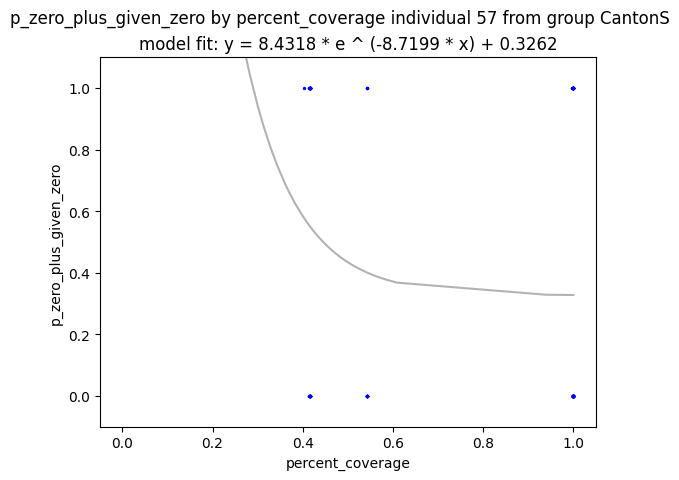 p_zero_plus_given_zero by percent_coverage individual 57 from group CantonS
model fit: y = 8.4318 * e ^ (-8.7199 * x) + 0.3262
1.0
0.8
0.6
0.4
0.2
0.0
p_zero_plus_given_zero
0.0 0.2 0.4 0.6 0.8 1.0
percent_coverage